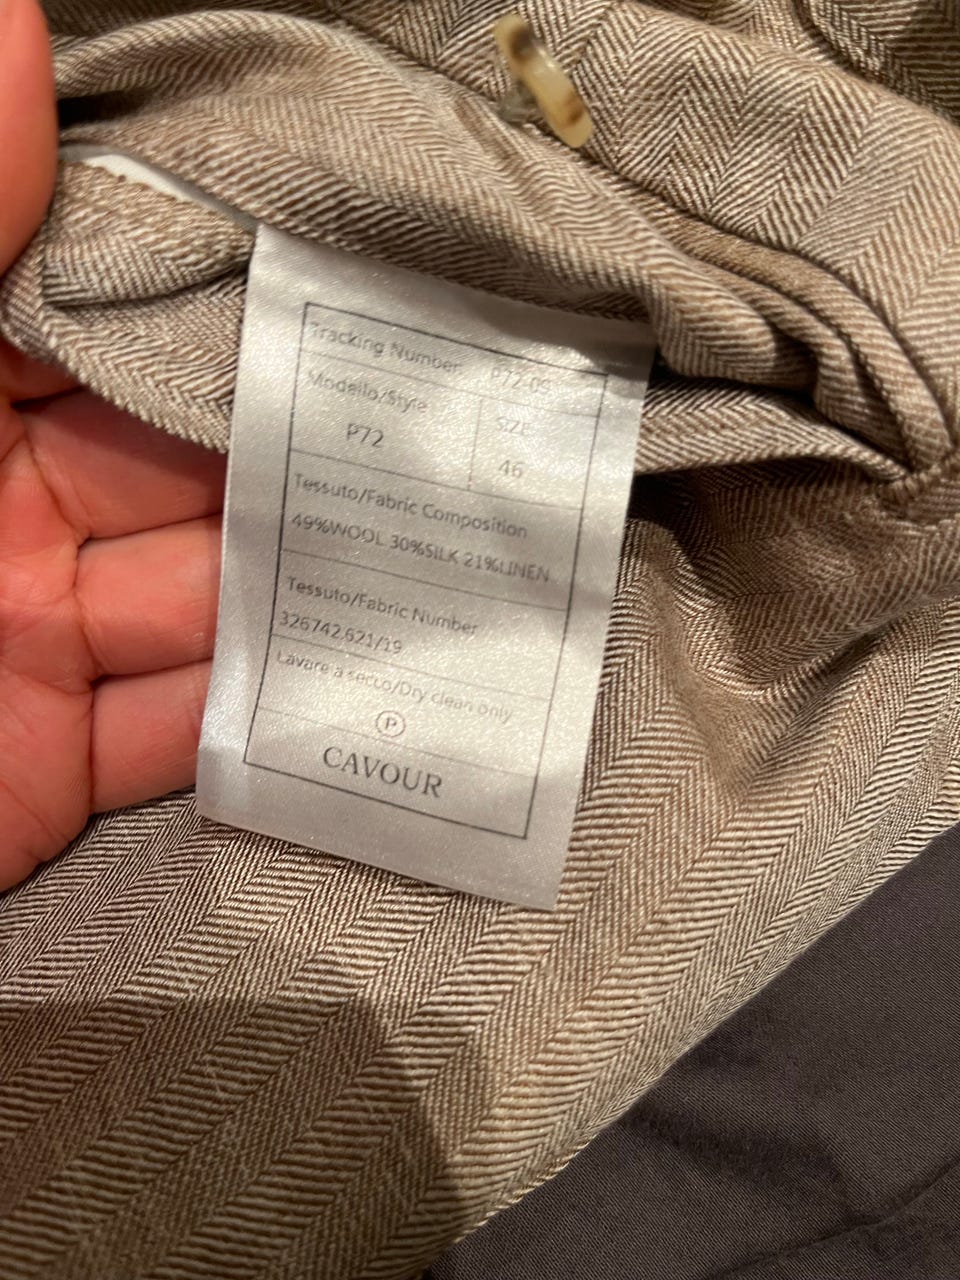 Tracking Number P72-09
Modello/Style SIZE
P72 46
Tessuto/Fabric Composition
49%WOOL 30%SILK 21%LINEN
Tessuto/Fabric Number
326742.621/19
Lavare a secco/Dry clean only
P
CAVOUR